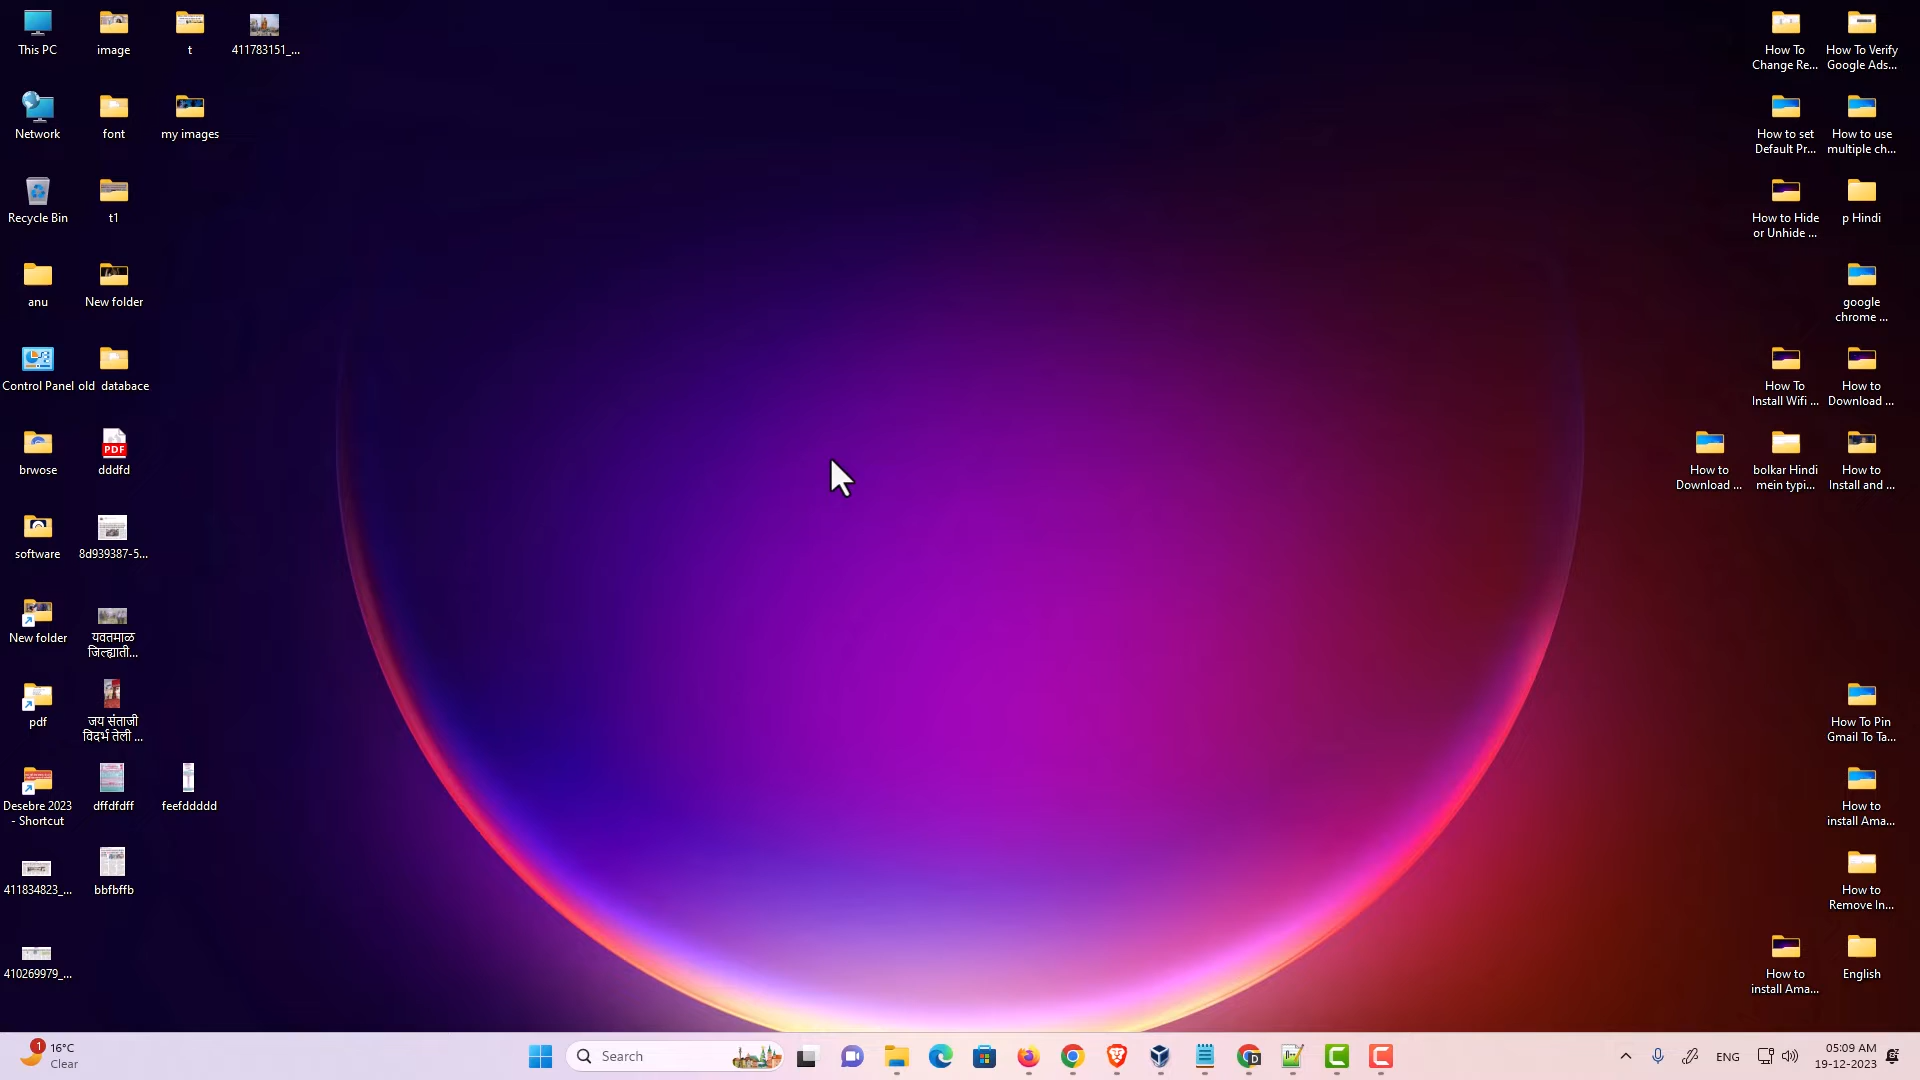 This PC
image
t
411783151_...
Network
font
my images
Recycle Bin
t1
anu
New folder
Control Panel
old databace
brwose
dddfd
PDF
software
8d939387-5...
New folder
यवतमाळ
जिल्ह्याती...
pdf
जय संताजी
विदर्भ तेली ...
Desebre 2023
- Shortcut
dffdfdff
feefddddd
411834823_...
bbfbffb
410269979_...
How To
Change Re...
How To Verify
Google Ads...
How to set
Default Pr...
How to use
multiple ch...
How to Hide
or Unhide ...
p Hindi
google
chrome ...
How To
Install Wifi ...
How to
Download ...
How to
Download ...
bolkar Hindi
mein typi...
How to
Install and ...
How To Pin
Gmail To Ta...
How to
install Ama...
How to
Remove In...
How to
install Ama...
English
1
16°C
Clear
Search
D
ENG
05:09 AM
19-12-2023